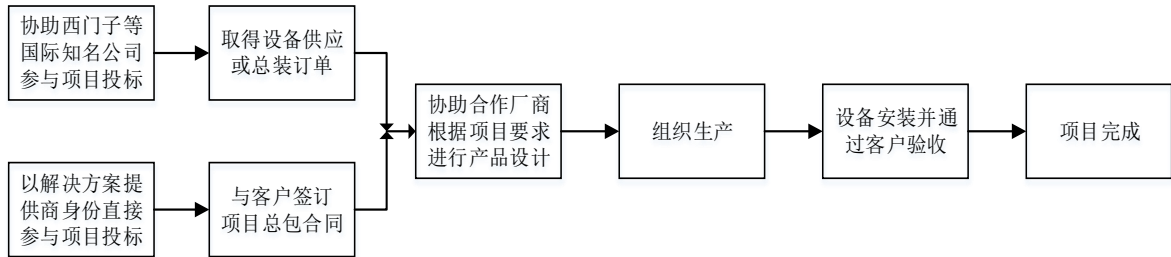 协助西门子等
国际知名公司
参与项目投标
取得设备供应
或总装订单
以解决方案提
供商身份直接
参与项目投标
与客户签订
项目总包合同
协助合作厂商
根据项目要求
进行产品设计
组织生产
设备安装并通
过客户验收
项目完成